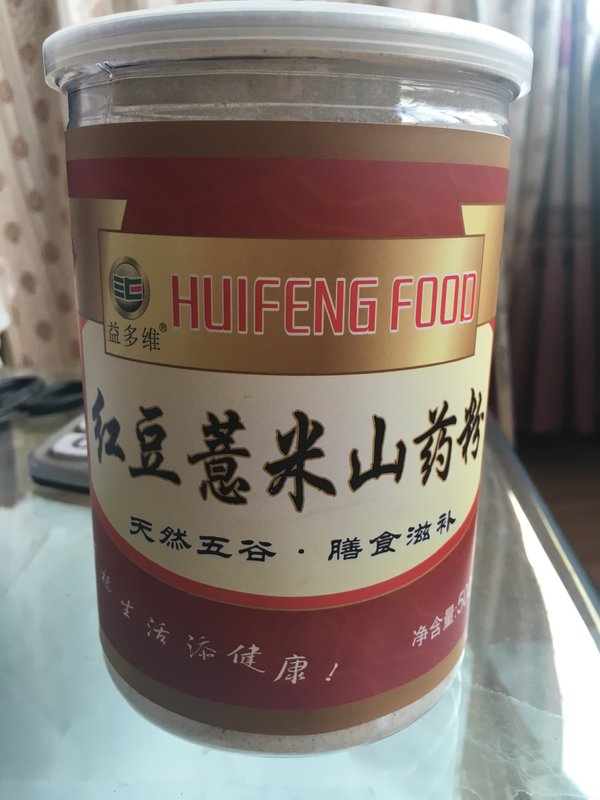 HUIFENG FOOD
益多维®
红豆薏米山药粉
天然五谷·膳食滋补
生活添健康!
净含量:50